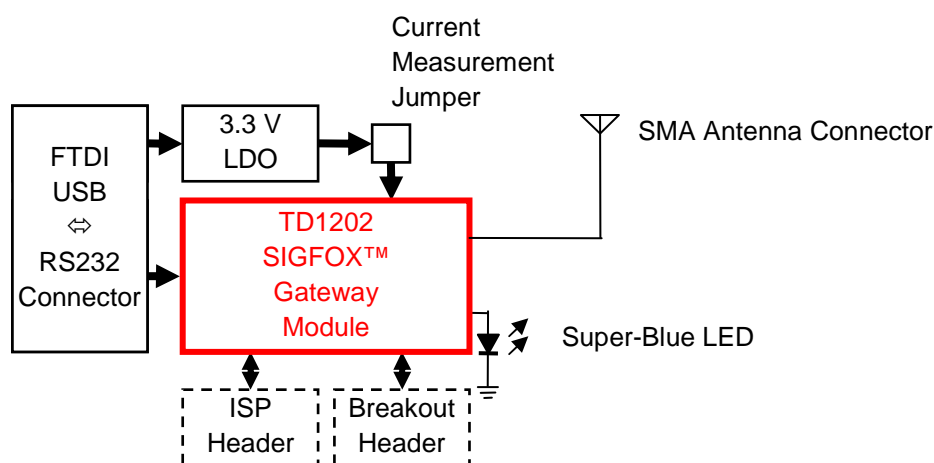 Current
Measurement
Jumper
3.3 V
LDO
SMA Antenna Connector
FTDI
USB
⇔
RS232
Connector
TD1202
SIGFOX™
Gateway
Module
Super-Blue LED
ISP
Header
Breakout
Header